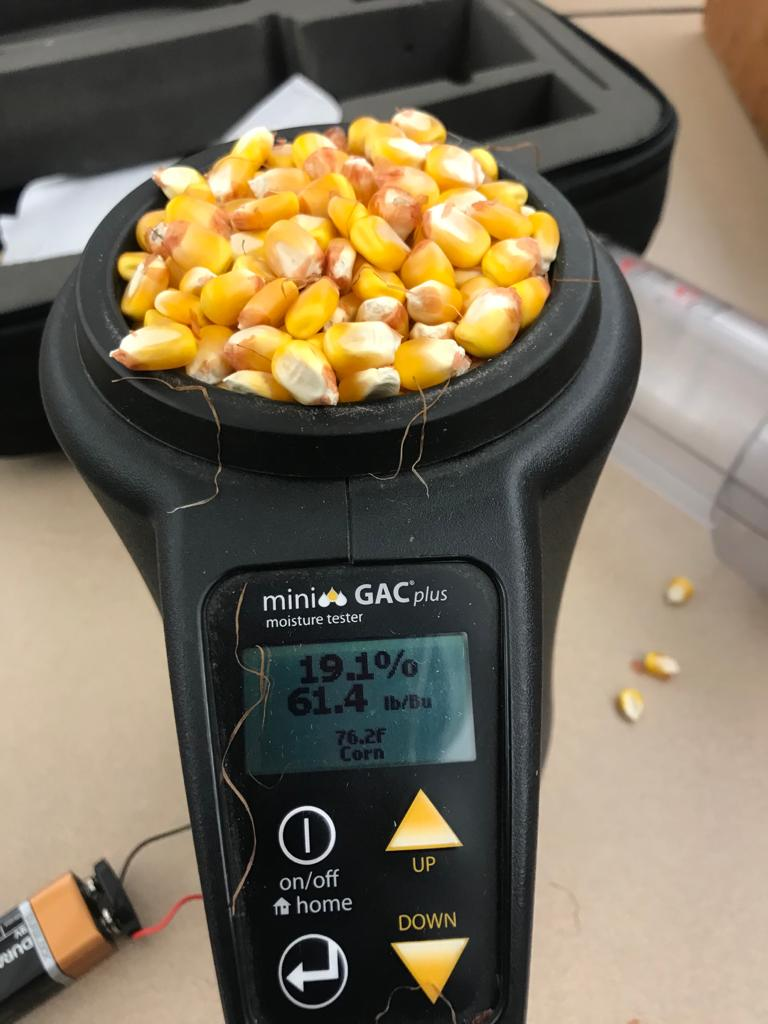 mini GAC® plus
moisture tester
19.1%
61.4 lb/Bu
76.2F
Corn
on/off
home
UP
DOWN